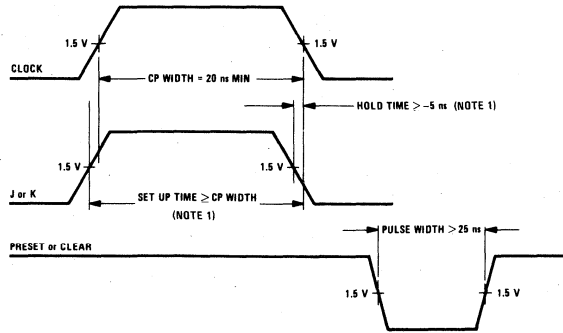 1.5 V
1.5 V
CLOCK
CP WIDTH = 20 ns MIN
HOLD TIME > -5 ns (NOTE 1)
1.5 V
1.5 V
J or K
SET UP TIME ≥ CP WIDTH
(NOTE 1)
PULSE WIDTH > 25 ns
PRESET or CLEAR
1.5 V
1.5 V